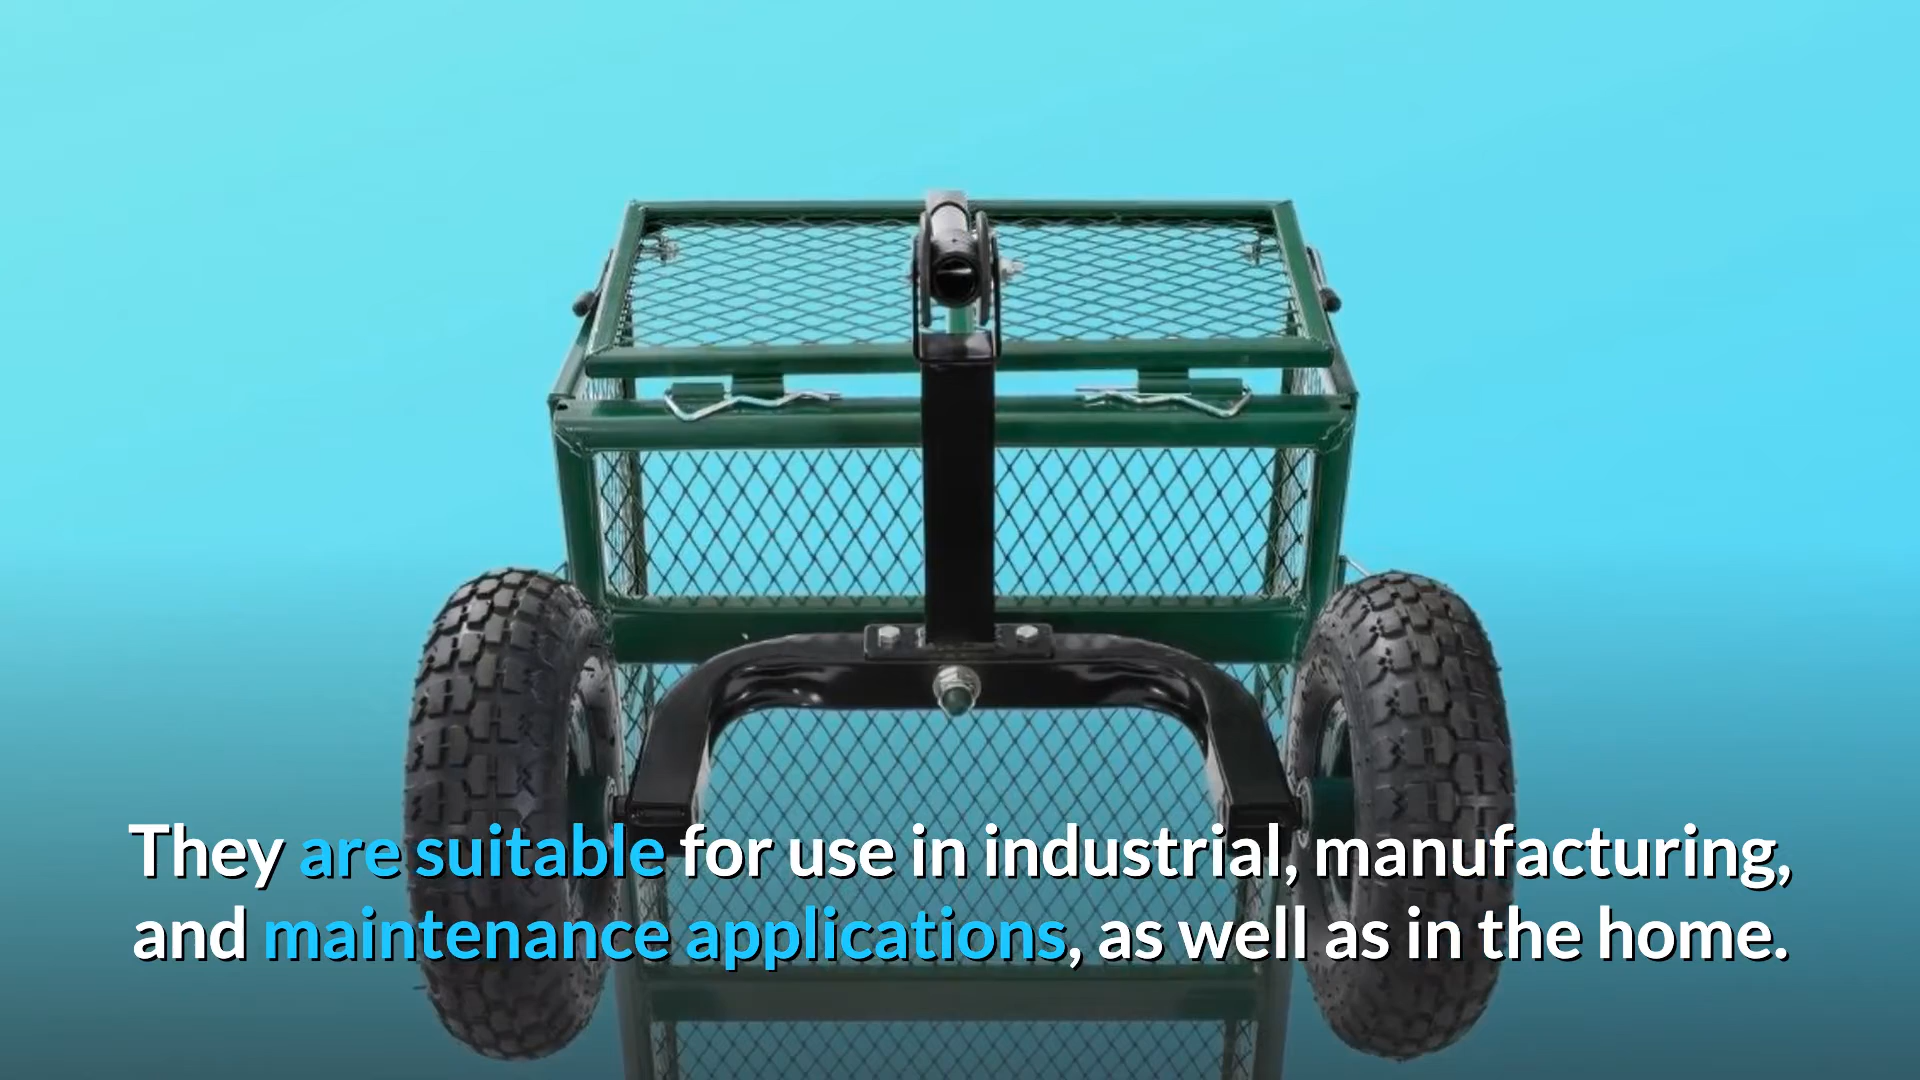 They are suitable for use in industrial, manufacturing,
and maintenance applications, as well as in the home.